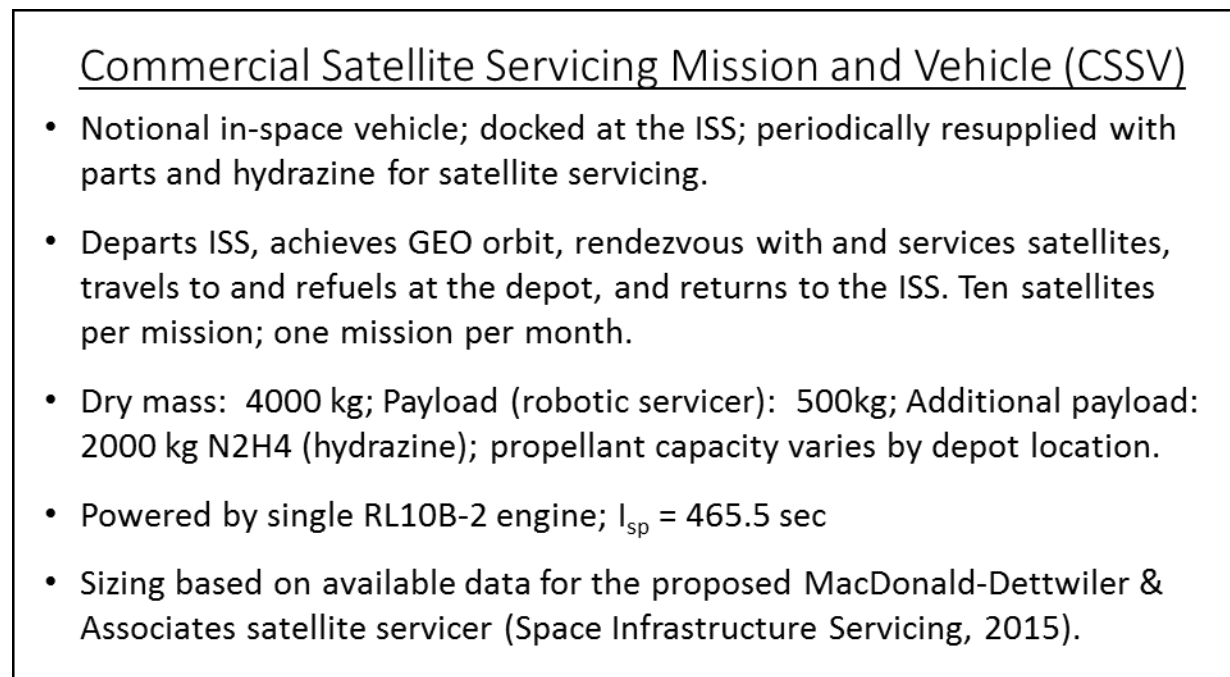 Commercial Satellite Servicing Mission and Vehicle (CSSV)
• Notional in-space vehicle; docked at the ISS; periodically resupplied with
parts and hydrazine for satellite servicing.
• Departs ISS, achieves GEO orbit, rendezvous with and services satellites,
travels to and refuels at the depot, and returns to the ISS. Ten satellites
per mission; one mission per month.
• Dry mass:  4000 kg; Payload (robotic servicer):  500kg; Additional payload:
2000 kg N2H4 (hydrazine); propellant capacity varies by depot location.
• Powered by single RL10B-2 engine; Isp = 465.5 sec
• Sizing based on available data for the proposed MacDonald-Dettwiler &
Associates satellite servicer (Space Infrastructure Servicing, 2015).